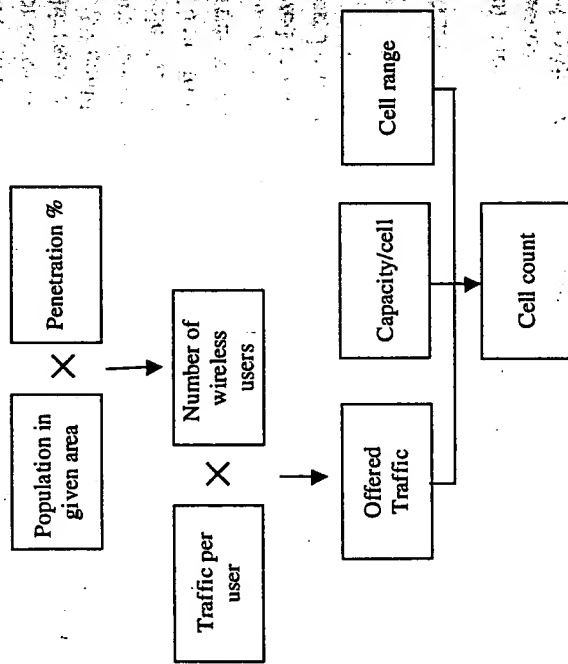 Population in
given area
×
Penetration %
Traffic per
user
×
Number of
wireless
users
Offered
Traffic
Capacity/cell
Cell range
Cell count